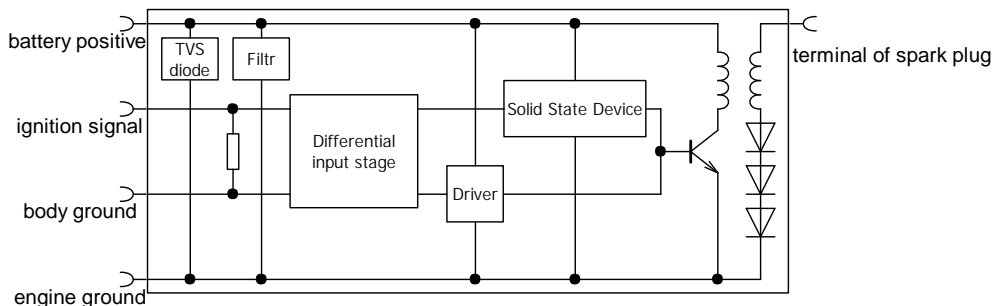 battery positive
TVS
diode
Filtr
terminal of spark plug
ignition signal
Differential
input stage
Solid State Device
body ground
Driver
engine ground